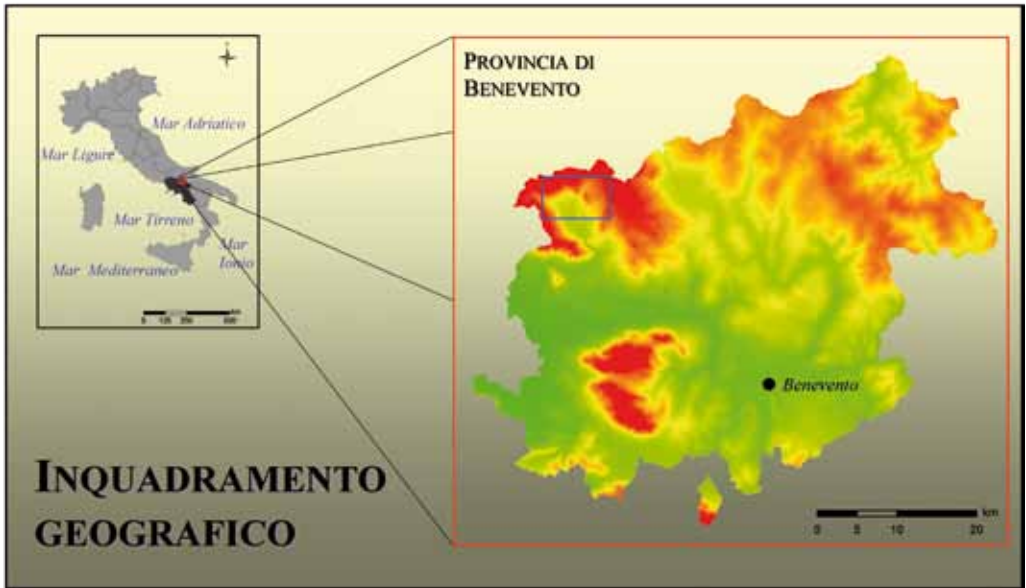 PROVINCIA DI
BENEVENTO
Mar Adriatico
Mar Ligure
Mar Tirreno
Mar
Ionio
Mar Mediterraneo
km
Benevento
INQUADRAMENTO
GEOGRAFICO
km
0 5 10 20